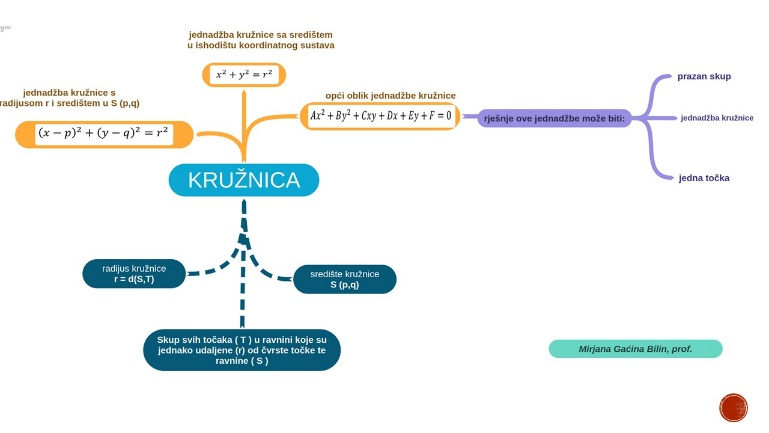 jednadžba kružnice sa središtem
u ishodištu koordinatnog sustava
x² + y² = r²
jednadžba kružnice s
radijusom r i središtem u S (p,q)
(x − p)² + (y − q)² = r²
opći oblik jednadžbe kružnice
Ax² + By² + Cxy + Dx + Ey + F = 0
rješnje ove jednadžbe može biti:
prazan skup
jednadžba kružnice
jedna točka
KRUŽNICA
radijus kružnice
r = d(S,T)
središte kružnice
S (p,q)
Skup svih točaka ( T ) u ravnini koje su
jednako udaljene (r) od čvrste točke te
ravnine ( S )
Mirjana Gaćina Bilin, prof.